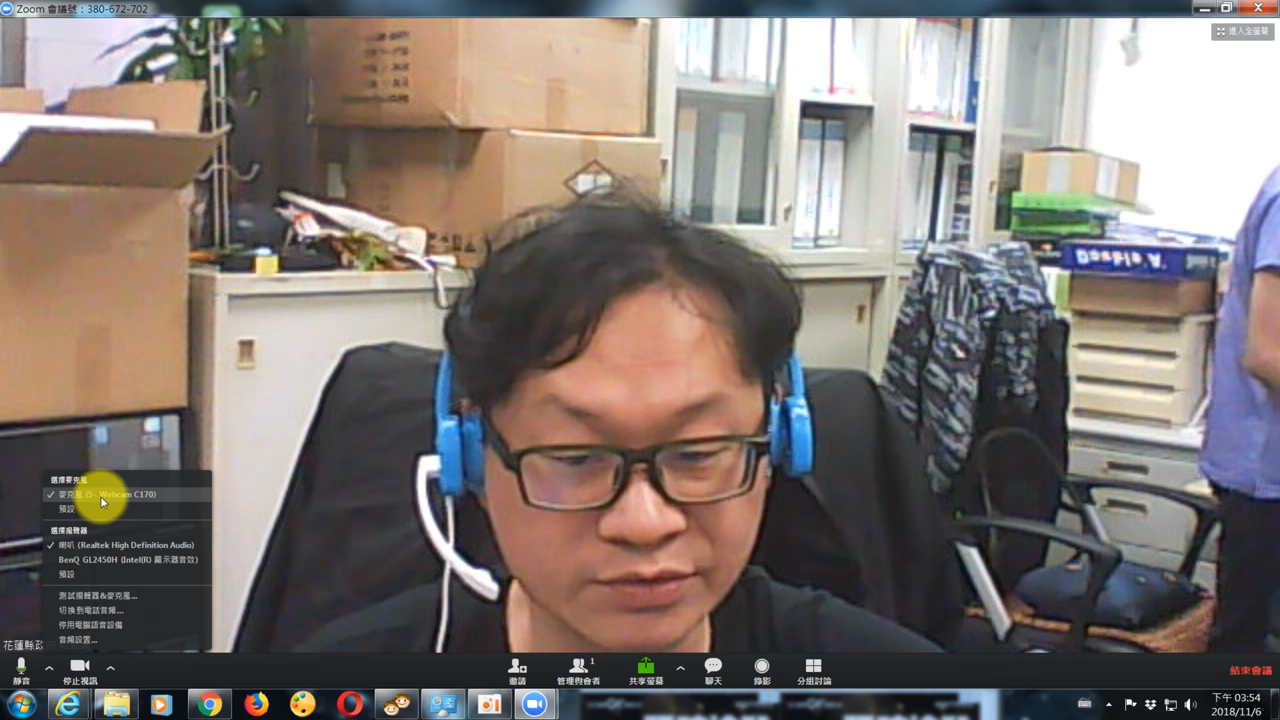 Zoom 會議號：380-672-702
進入全螢幕
選擇麥克風
麥克風 (5- Webcam C170)
預設
選擇揚聲器
喇叭 (Realtek High Definition Audio)
BenQ GL2450H (Intel(R) 顯示器音效)
預設
測試揚聲器&麥克風...
切換到電話音頻...
停用電腦語音設備
音頻設置...
花蓮縣政
靜音
停止視訊
邀請
1
管理與會者
共享螢幕
聊天
錄影
分組討論
結束會議
下午 03:54
2018/11/6